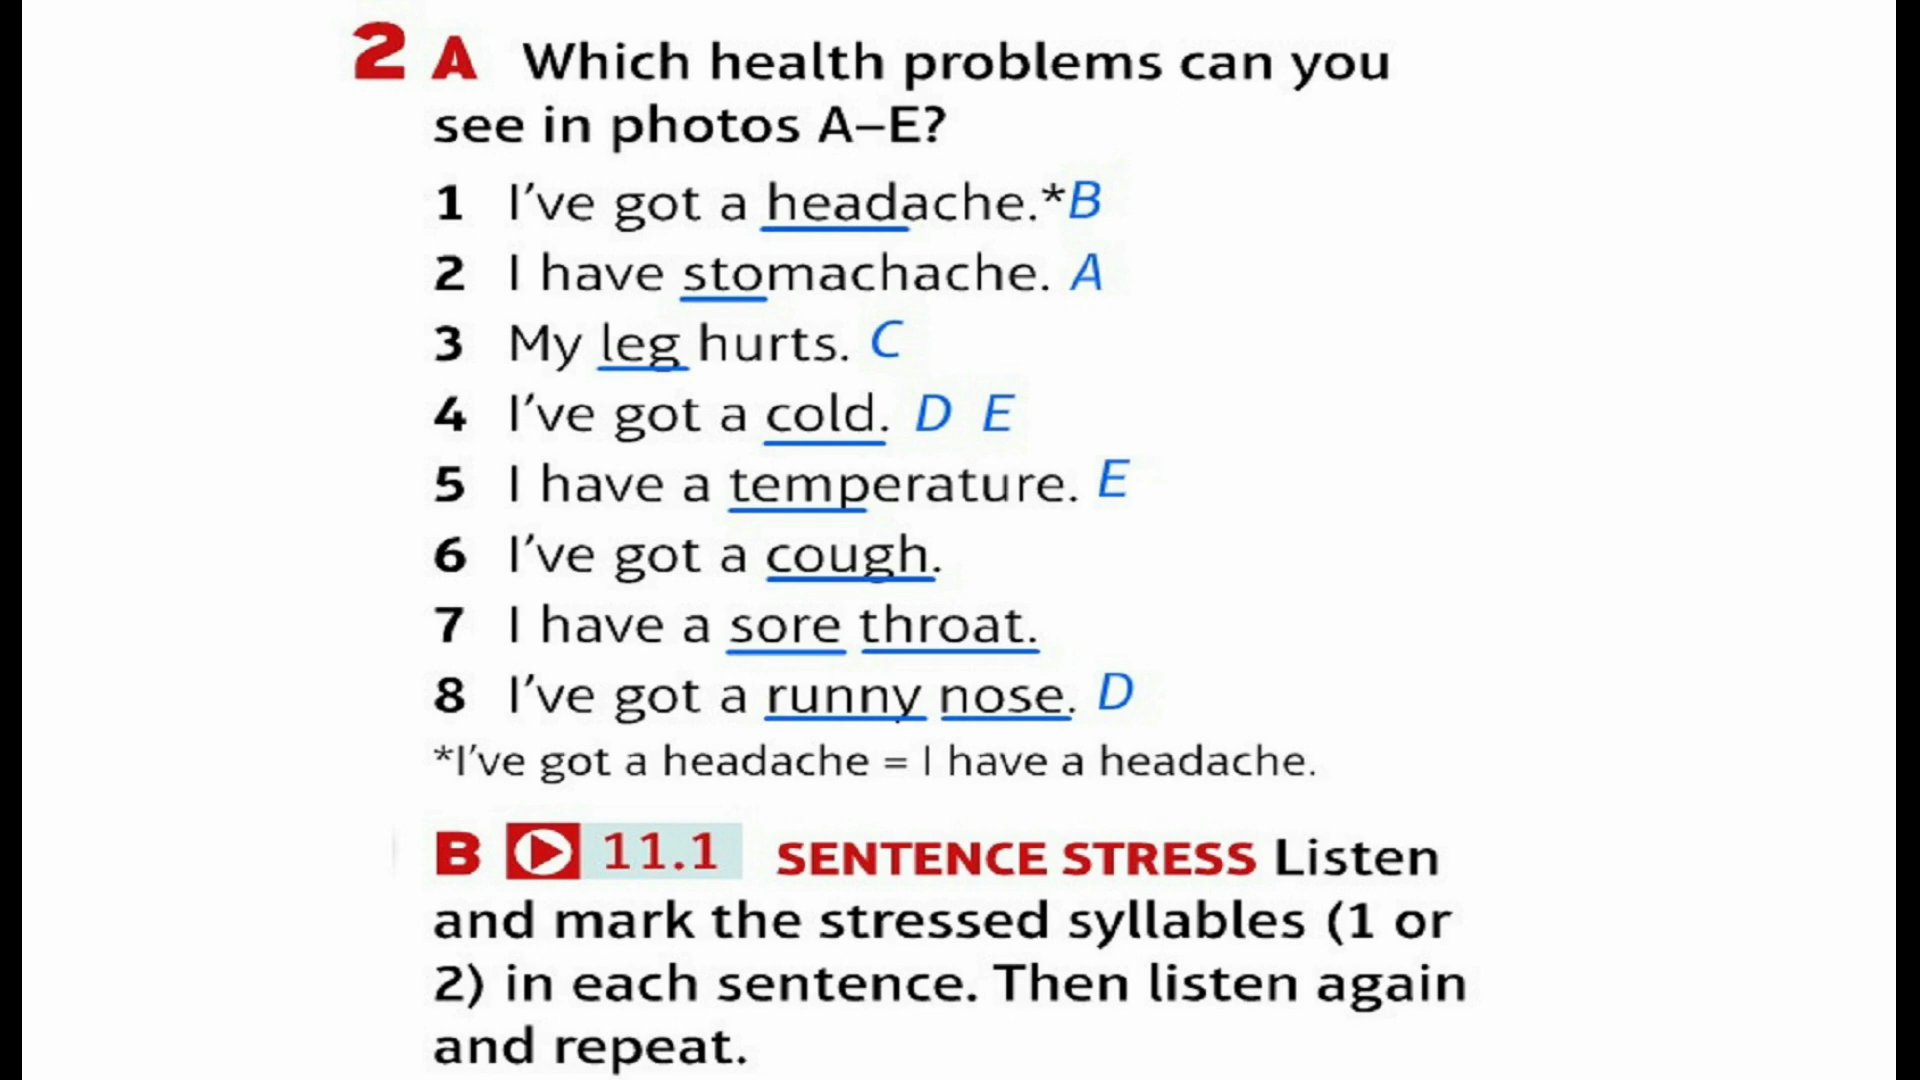 2 A Which health problems can you
see in photos A–E?
1 I've got a headache.* B
2 I have stomachache. A
3 My leg hurts. C
4 I've got a cold. D E
5 I have a temperature. E
6 I've got a cough.
7 I have a sore throat.
8 I've got a runny nose. D
*I've got a headache = I have a headache.
B 11.1 SENTENCE STRESS Listen
and mark the stressed syllables (1 or
2) in each sentence. Then listen again
and repeat.